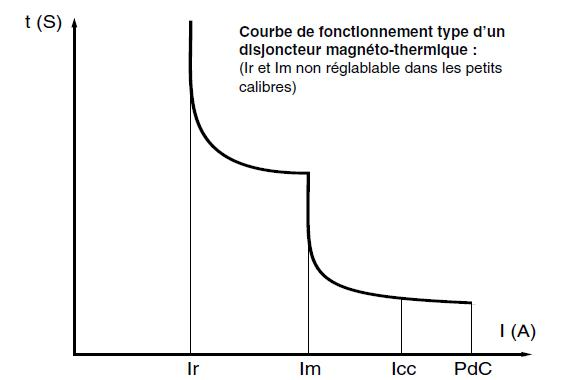 t (S)
Courbe de fonctionnement type d'un
disjoncteur magnéto-thermique :
(Ir et Im non réglablable dans les petits
calibres)
I (A)
Ir Im Icc PdC